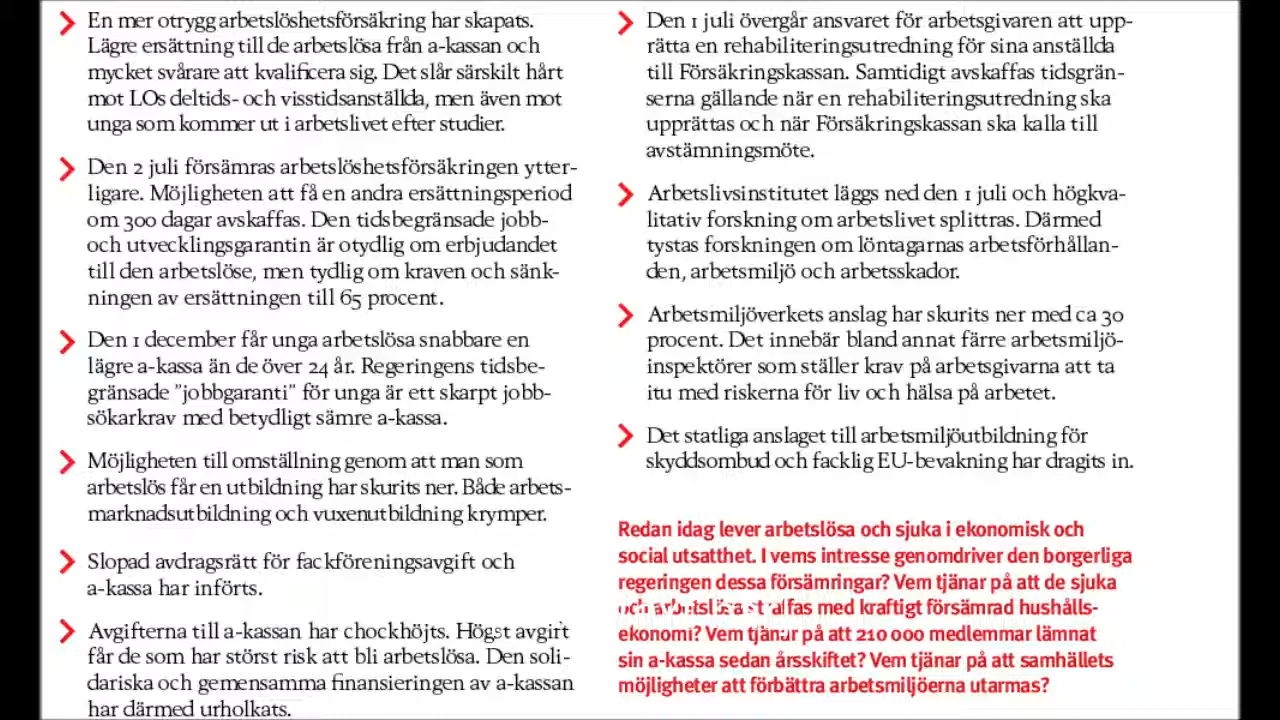 En mer otrygg arbetslöshetsförsäkring har skapats.
Lägre ersättning till de arbetslösa från a-kassan och
mycket svårare att kvalificera sig. Det slår särskilt hårt
mot LOs deltids- och visstidsanställda, men även mot
unga som kommer ut i arbetslivet efter studier.
Den 2 juli försämras arbetslöshetsförsäkringen ytter-
ligare. Möjligheten att få en andra ersättningsperiod
om 300 dagar avskaffas. Den tidsbegränsade jobb-
och utvecklingsgarantin är otydlig om erbjudandet
till den arbetslöse, men tydlig om kraven och sänk-
ningen av ersättningen till 65 procent.
Den 1 december får unga arbetslösa snabbare en
lägre a-kassa än de över 24 år. Regeringens tidsbe-
gränsade ”jobbgaranti” för unga är ett skarpt jobb-
sökarkrav med betydligt sämre a-kassa.
Möjligheten till omställning genom att man som
arbetslös får en utbildning har skurits ner. Både arbets-
marknadsutbildning och vuxenutbildning krymper.
Slopad avdragsrätt för fackföreningsavgift och
a-kassa har införts.
Avgifterna till a-kassan har chockhöjts. Högst avgift
får de som har störst risk att bli arbetslösa. Den soli-
dariska och gemensamma finansieringen av a-kassan
har därmed urholkats.
Den 1 juli övergår ansvaret för arbetsgivaren att upp-
rätta en rehabiliteringsutredning för sina anställda
till Försäkringskassan. Samtidigt avskaffas tidsgrän-
serna gällande när en rehabiliteringsutredning ska
upprättas och när Försäkringskassan ska kalla till
avstämningsmöte.
Arbetslivsinstitutet läggs ned den 1 juli och högkva-
litativ forskning om arbetslivet splittras. Därmed
tystas forskningen om löntagarnas arbetsförhållan-
den, arbetsmiljö och arbetsskador.
Arbetsmiljöverkets anslag har skurits ner med ca 30
procent. Det innebär bland annat färre arbetsmiljö-
inspektörer som ställer krav på arbetsgivarna att ta
itu med riskerna för liv och hälsa på arbetet.
Det statliga anslaget till arbetsmiljöutbildning för
skyddsombud och facklig EU-bevakning har dragits in.
Redan idag lever arbetslösa och sjuka i ekonomisk och
social utsatthet. I vems intresse genomdriver den borgerliga
regeringen dessa försämringar? Vem tjänar på att de sjuka
och arbetslösa straffas med kraftigt försämrad hushålls-
ekonomi? Vem tjänar på att 210 000 medlemmar lämnat
sin a-kassa sedan årsskiftet? Vem tjänar på att samhällets
möjligheter att förbättra arbetsmiljöerna utarmas?